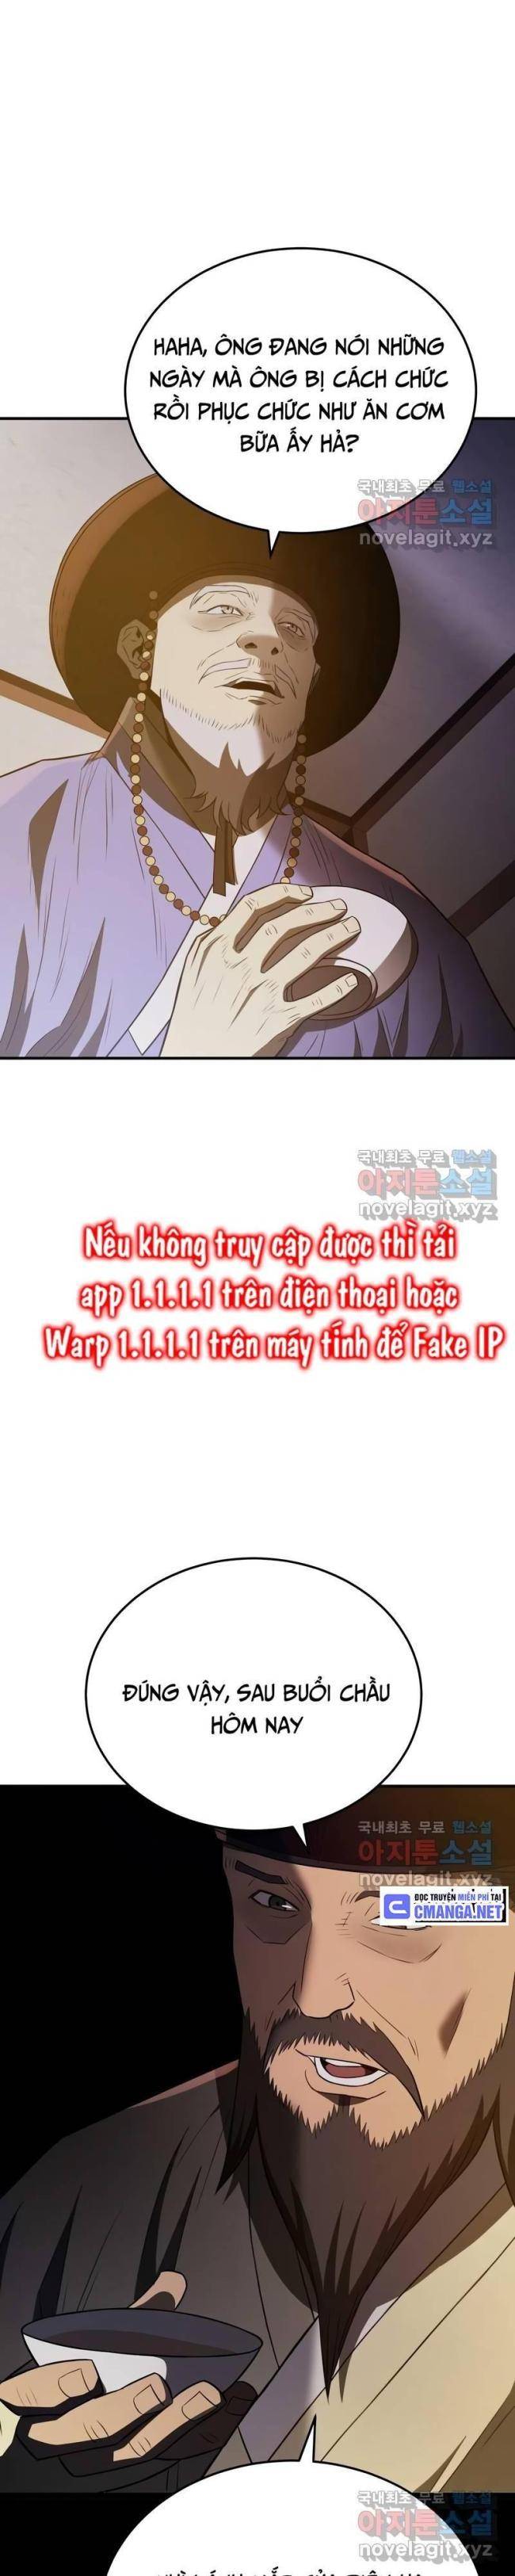 HAHA, ÔNG ĐANG NÓI NHỮNG
NGÀY MÀ ÔNG BỊ CÁCH CHỨC
RỒI PHỤC CHỨC NHƯ ĂN CƠM
BỮA ẤY HẢ?
국내최초 무료 웹소설
아지툰소설
novelagit.xyz
국내최초 무료 웹소설
아지툰소설
novelagit.xyz
Nếu không truy cập được thì tải
app 1.1.1.1 trên điện thoại hoặc
Warp 1.1.1.1 trên máy tính để Fake IP
ĐÚNG VẬY, SAU BUỔI CHẦU
HÔM NAY
국내최초 무료 웹소설
아지툰소설
novelagit.xyz
ĐỌC TRUYỆN MIỄN PHÍ TẠI
CMANGA.NET
국내최초 무료 웹소설
아지툰소설
novelagit.xyz